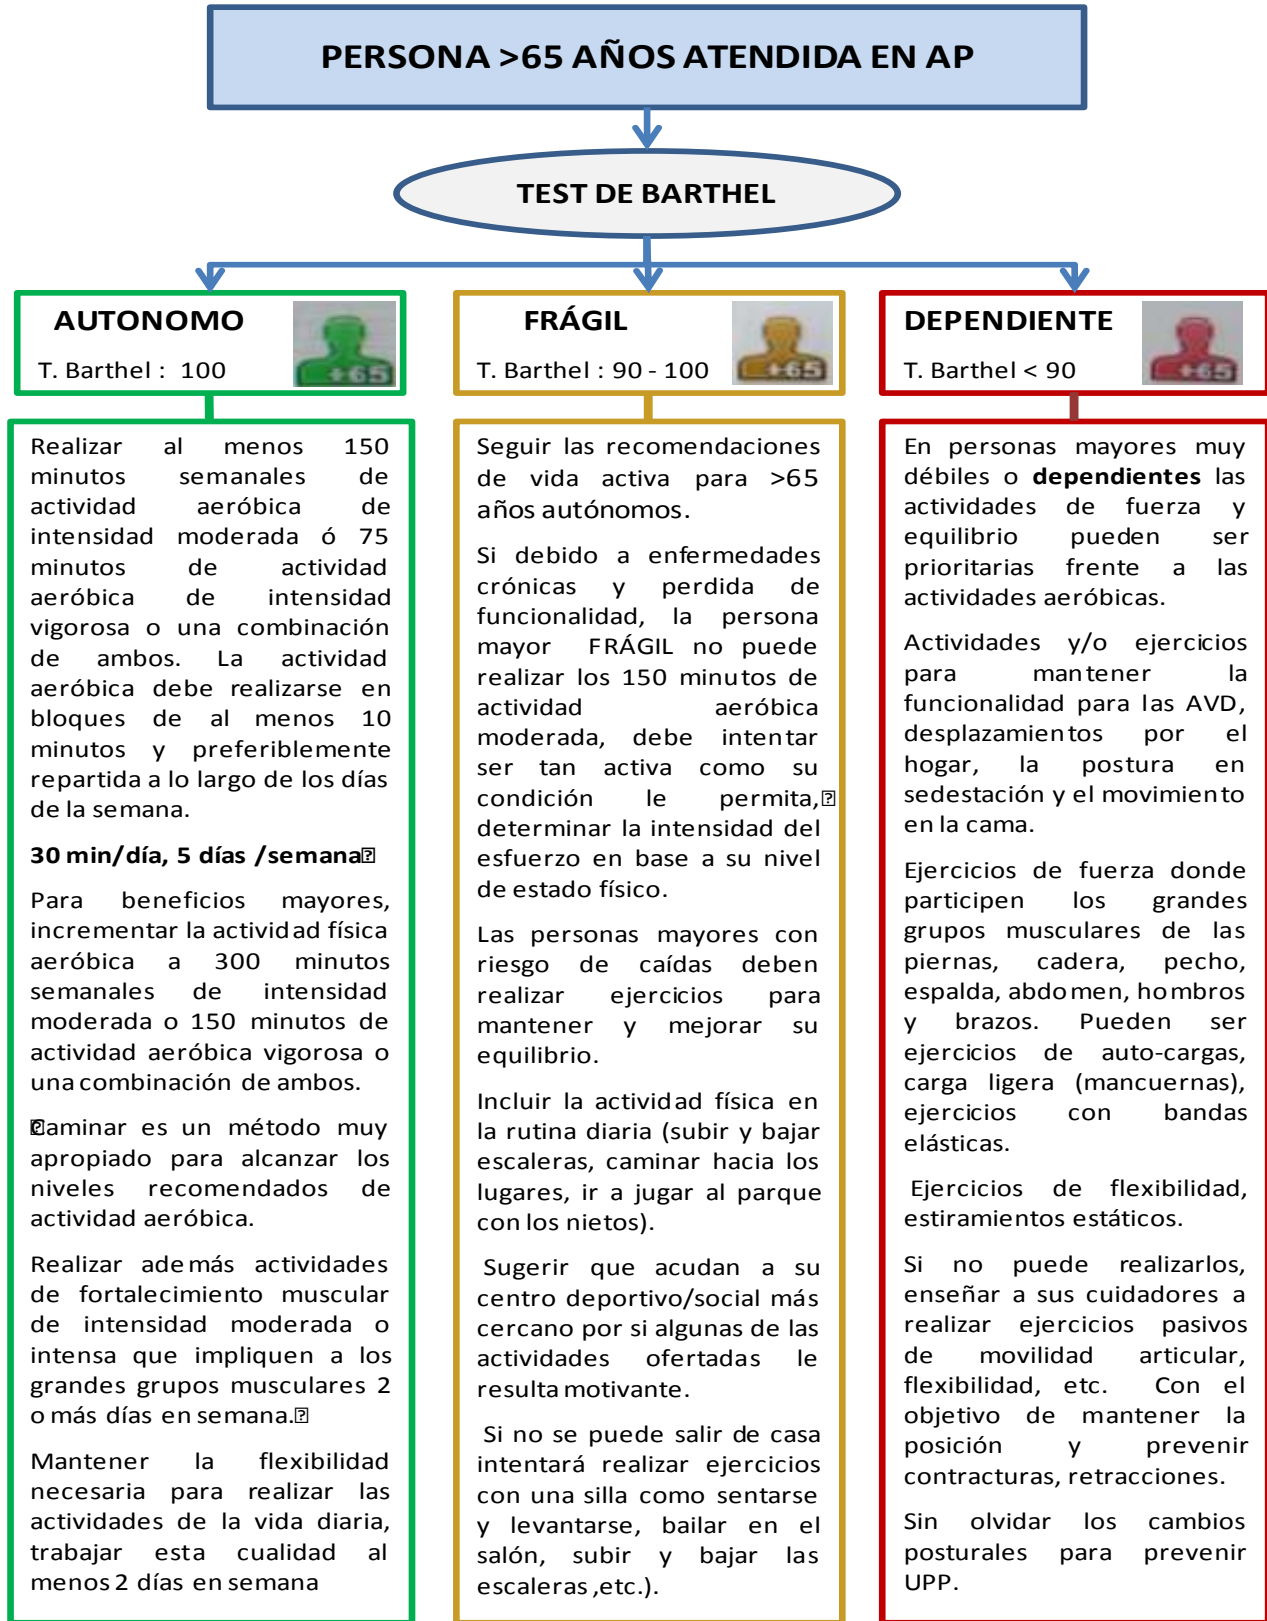 PERSONA >65 AÑOS ATENDIDA EN AP
TEST DE BARTHEL
AUTONOMO
T. Barthel : 100
+65
Realizar al menos 150
minutos semanales de
actividad aeróbica de
intensidad moderada ó 75
minutos de actividad
aeróbica de intensidad
vigorosa o una combinación
de ambos. La actividad
aeróbica debe realizarse en
bloques de al menos 10
minutos y preferiblemente
repartida a lo largo de los días
de la semana.
30 min/día, 5 días /semana
Para beneficios mayores,
incrementar la actividad física
aeróbica a 300 minutos
semanales de intensidad
moderada o 150 minutos de
actividad aeróbica vigorosa o
una combinación de ambos.
Caminar es un método muy
apropiado para alcanzar los
niveles recomendados de
actividad aeróbica.
Realizar además actividades
de fortalecimiento muscular
de intensidad moderada o
intensa que impliquen a los
grandes grupos musculares 2
o más días en semana.
Mantener la flexibilidad
necesaria para realizar las
actividades de la vida diaria,
trabajar esta cualidad al
menos 2 días en semana
FRÁGIL
T. Barthel : 90 - 100
+65
Seguir las recomendaciones
de vida activa para >65
años autónomos.
Si debido a enfermedades
crónicas y perdida de
funcionalidad, la persona
mayor FRÁGIL no puede
realizar los 150 minutos de
actividad aeróbica
moderada, debe intentar
ser tan activa como su
condición le permita,
determinar la intensidad del
esfuerzo en base a su nivel
de estado físico.
Las personas mayores con
riesgo de caídas deben
realizar ejercicios para
mantener y mejorar su
equilibrio.
Incluir la actividad física en
la rutina diaria (subir y bajar
escaleras, caminar hacia los
lugares, ir a jugar al parque
con los nietos).
Sugerir que acudan a su
centro deportivo/social más
cercano por si algunas de las
actividades ofertadas le
resulta motivante.
Si no se puede salir de casa
intentará realizar ejercicios
con una silla como sentarse
y levantarse, bailar en el
salón, subir y bajar las
escaleras ,etc.).
DEPENDIENTE
T. Barthel < 90
+65
En personas mayores muy
débiles o dependientes las
actividades de fuerza y
equilibrio pueden ser
prioritarias frente a las
actividades aeróbicas.
Actividades y/o ejercicios
para mantener la
funcionalidad para las AVD,
desplazamientos por el
hogar, la postura en
sedestación y el movimiento
en la cama.
Ejercicios de fuerza donde
participen los grandes
grupos musculares de las
piernas, cadera, pecho,
espalda, abdomen, hombros
y brazos. Pueden ser
ejercicios de auto-cargas,
carga ligera (mancuernas),
ejercicios con bandas
elásticas.
Ejercicios de flexibilidad,
estiramientos estáticos.
Si no puede realizarlos,
enseñar a sus cuidadores a
realizar ejercicios pasivos
de movilidad articular,
flexibilidad, etc. Con el
objetivo de mantener la
posición y prevenir
contracturas, retracciones.
Sin olvidar los cambios
posturales para prevenir
UPP.